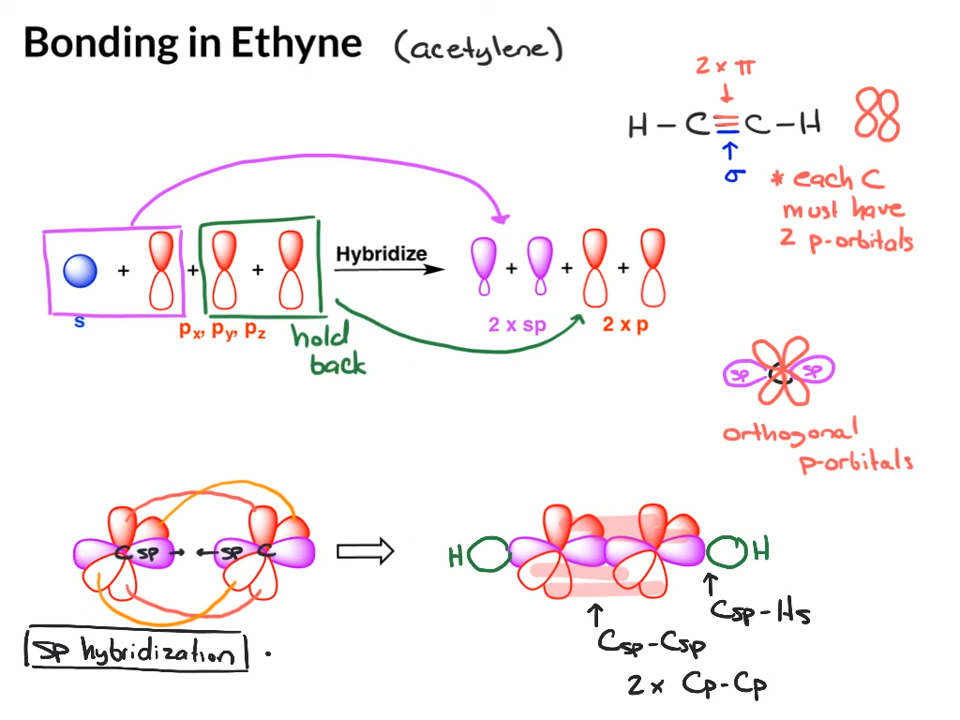 Bonding in Ethyne (acetylene)
2 x π
H - C ≡ C - H
σ
* each C
must have
2 p-orbitals
s + + +
px, py, pz
hold
back
Hybridize
+ + +
2 x sp
2 x p
sp C sp
orthogonal
p-orbitals
C sp → ← sp C
sp hybridization .
H H
Csp-Hs
Csp-Csp
2 x Cp-Cp